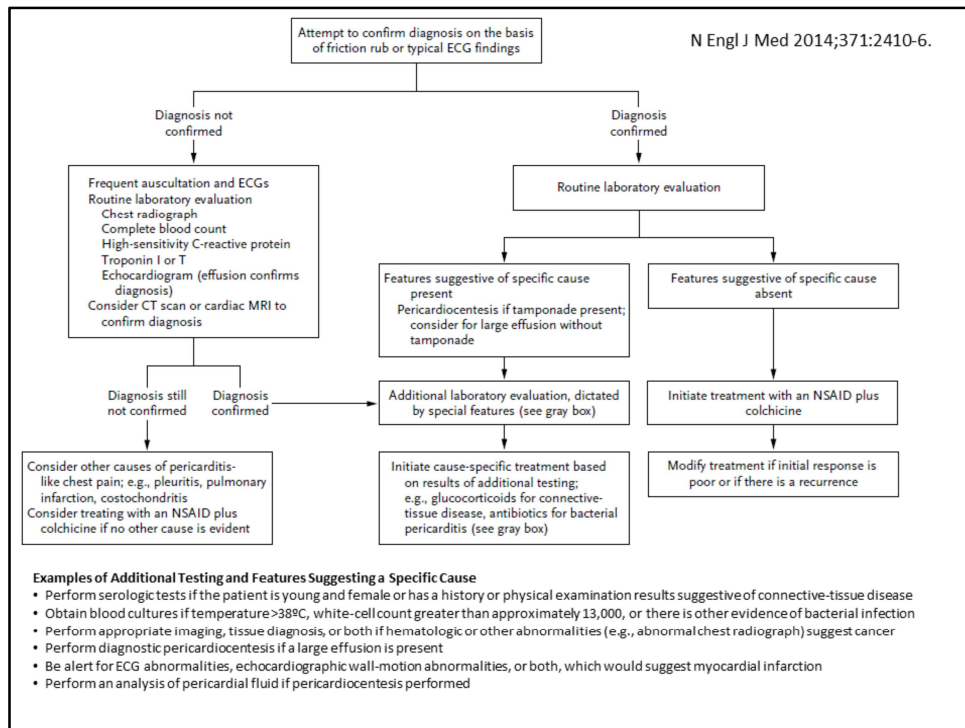 Attempt to confirm diagnosis on the basis
of friction rub or typical ECG findings
N Engl J Med 2014;371:2410-6.
Diagnosis not
confirmed
Diagnosis
confirmed
Frequent auscultation and ECGs
Routine laboratory evaluation
Chest radiograph
Complete blood count
High-sensitivity C-reactive protein
Troponin I or T
Echocardiogram (effusion confirms
diagnosis)
Consider CT scan or cardiac MRI to
confirm diagnosis
Routine laboratory evaluation
Features suggestive of specific cause
present
Pericardiocentesis if tamponade present;
consider for large effusion without
tamponade
Features suggestive of specific cause
absent
Diagnosis still
not confirmed
Diagnosis
confirmed
Additional laboratory evaluation, dictated
by special features (see gray box)
Initiate treatment with an NSAID plus
colchicine
Consider other causes of pericarditis-
like chest pain; e.g., pleuritis, pulmonary
infarction, costochondritis
Consider treating with an NSAID plus
colchicine if no other cause is evident
Initiate cause-specific treatment based
on results of additional testing;
e.g., glucocorticoids for connective-
tissue disease, antibiotics for bacterial
pericarditis (see gray box)
Modify treatment if initial response is
poor or if there is a recurrence
Examples of Additional Testing and Features Suggesting a Specific Cause
• Perform serologic tests if the patient is young and female or has a history or physical examination results suggestive of connective-tissue disease
• Obtain blood cultures if temperature >38ºC, white-cell count greater than approximately 13,000, or there is other evidence of bacterial infection
• Perform appropriate imaging, tissue diagnosis, or both if hematologic or other abnormalities (e.g., abnormal chest radiograph) suggest cancer
• Perform diagnostic pericardiocentesis if a large effusion is present
• Be alert for ECG abnormalities, echocardiographic wall-motion abnormalities, or both, which would suggest myocardial infarction
• Perform an analysis of pericardial fluid if pericardiocentesis performed